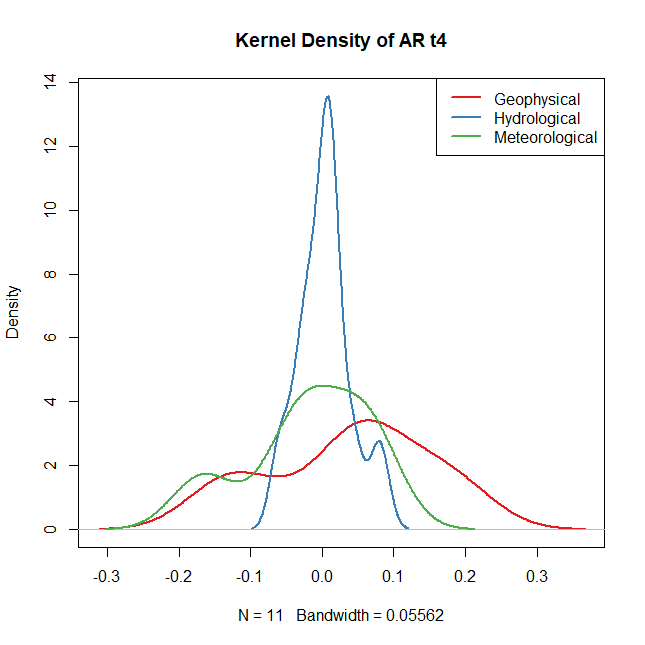 Kernel Density of AR t4
Geophysical
Hydrological
Meteorological
Density
14
12
10
8
6
4
2
0
-0.3 -0.2 -0.1 0.0 0.1 0.2 0.3
N = 11 Bandwidth = 0.05562